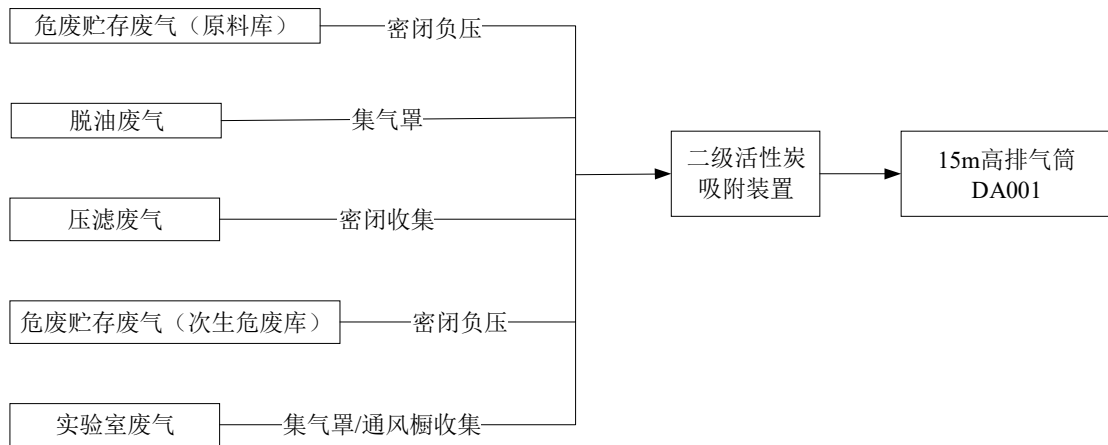 危废贮存废气（原料库）
密闭负压
脱油废气
集气罩
二级活性炭
吸附装置
15m高排气筒
DA001
压滤废气
密闭收集
危废贮存废气（次生危废库）
密闭负压
实验室废气
集气罩/通风橱收集